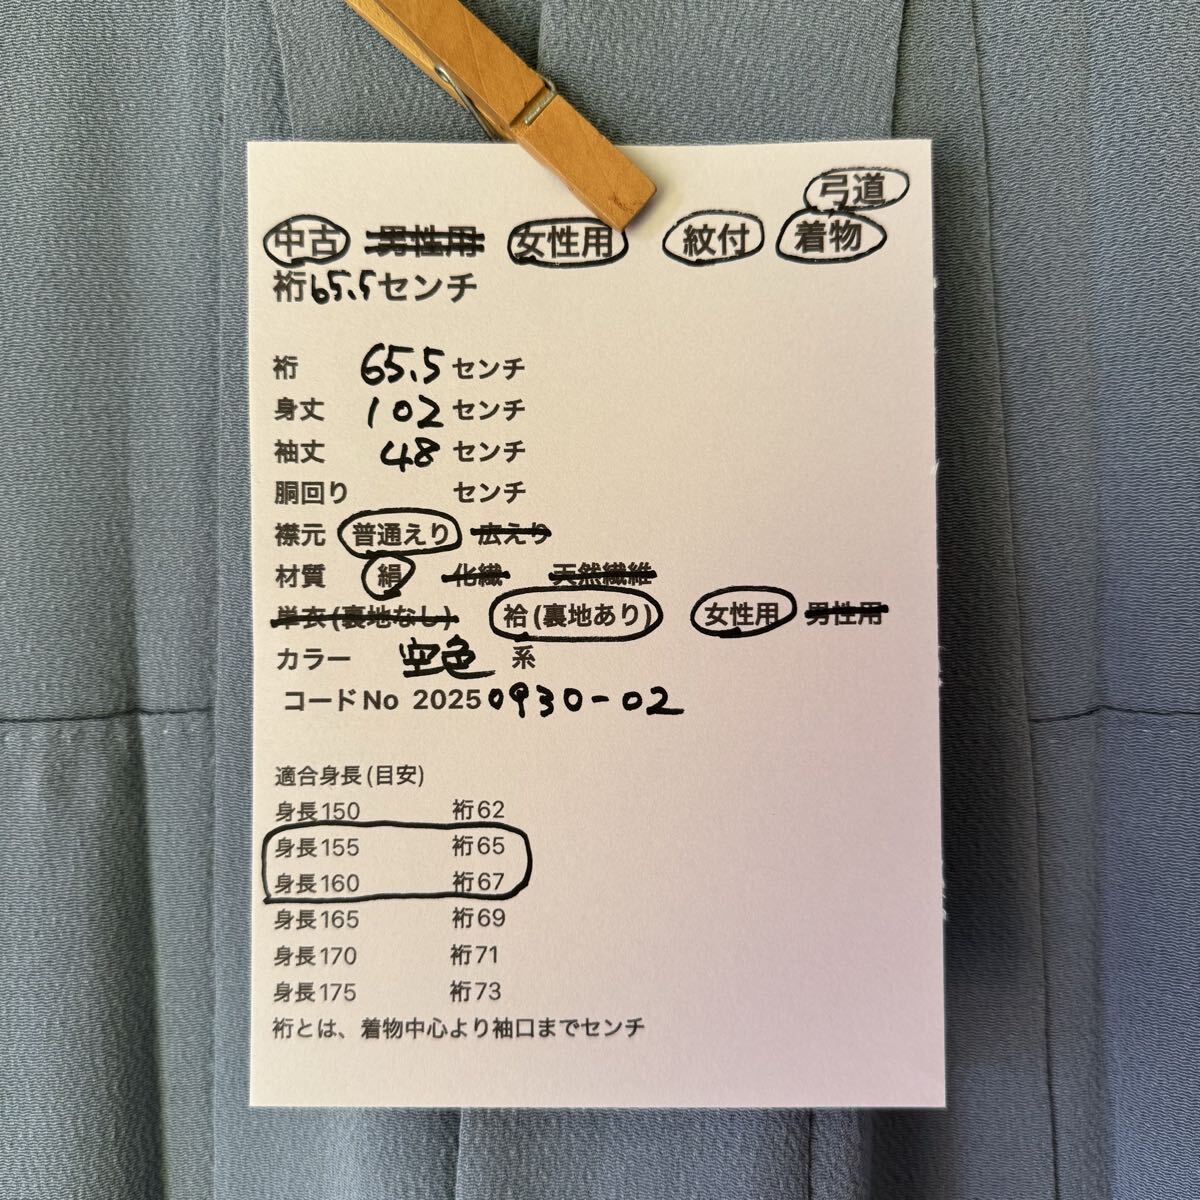 弓道
中古 男性用 女性用 紋付 着物
裄65.5センチ
裄 65.5センチ
身丈 102センチ
袖丈 48センチ
胴回り センチ
襟元 普通えり 広えり
材質 絹 化繊 天然繊維
単衣(裏地なし) 袷(裏地あり) 女性用 男性用
カラー 空色 系
コードNo 20250930-02
適合身長(目安)
身長150 裄62
身長155 裄65
身長160 裄67
身長165 裄69
身長170 裄71
身長175 裄73
裄とは、着物中心より袖口までセンチ